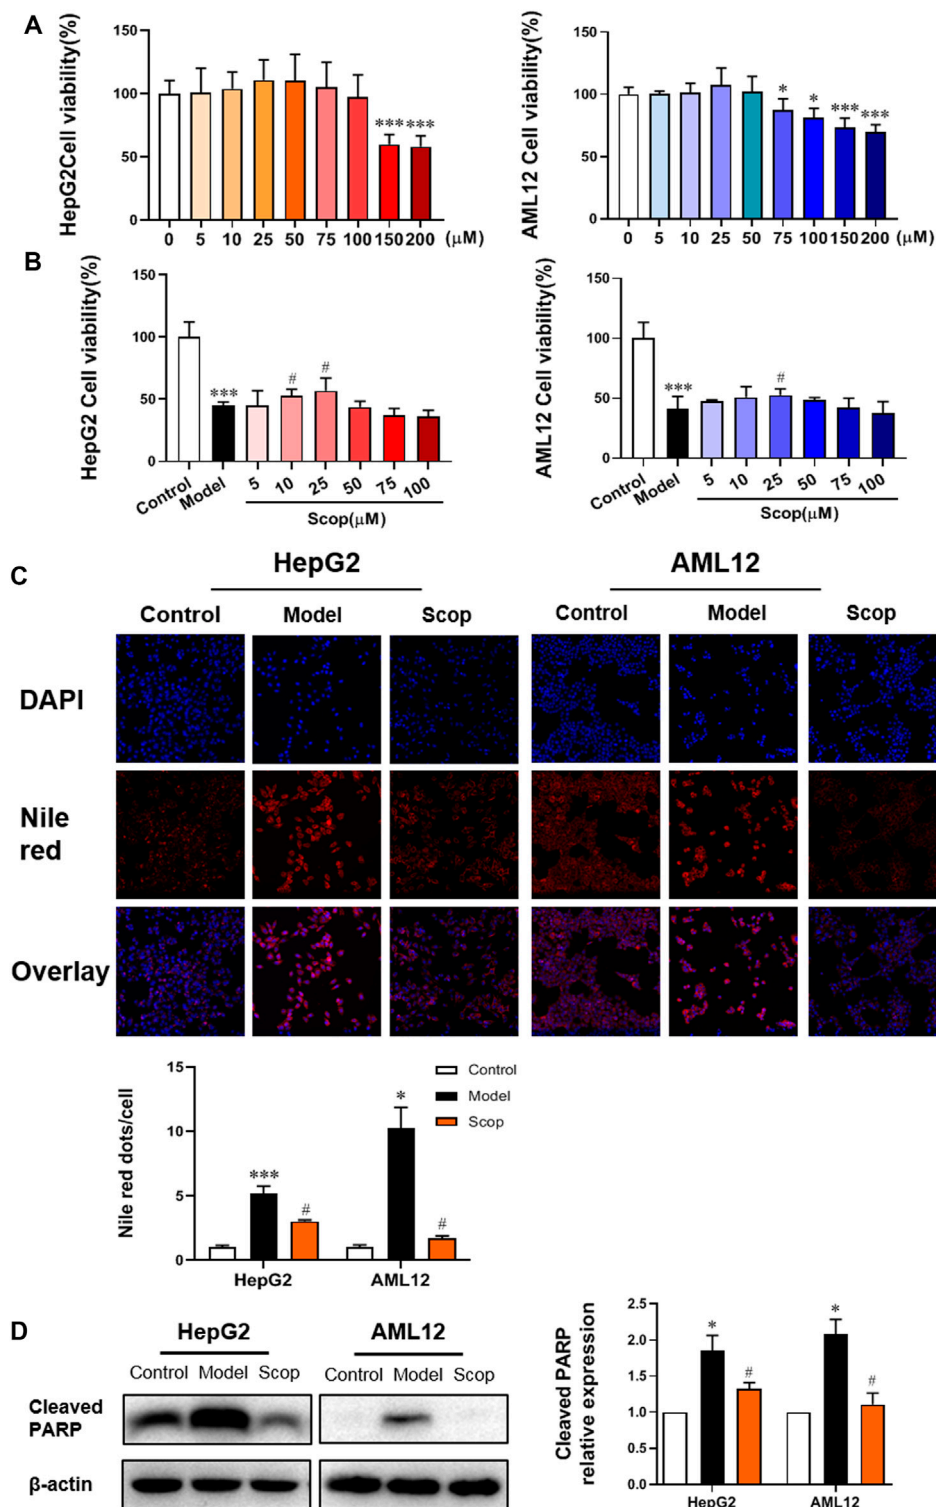 A
HepG2Cell viability(%)
150
100
50
0
*** ***
0 5 10 25 50 75 100 150 200 (μM)
AML12 Cell viability(%)
150
100
50
0
* * *** ***
0 5 10 25 50 75 100 150 200 (μM)
B
HepG2 Cell viability(%)
150
100
50
0
*** # #
Control Model 5 10 25 50 75 100
Scop(μM)
AML12 Cell viability(%)
150
100
50
0
*** #
Control Model 5 10 25 50 75 100
Scop(μM)
C
HepG2 AML12
Control Model Scop Control Model Scop
DAPI
Nile
red
Overlay
Nile red dots/cell
15
10
5
0
*** # * #
HepG2 AML12
Control
Model
Scop
D
HepG2 AML12
Control Model Scop Control Model Scop
Cleaved
PARP
β-actin
Cleaved PARP
relative expression
2.5
2.0
1.5
1.0
0.5
0.0
* # * #
HepG2 AML12